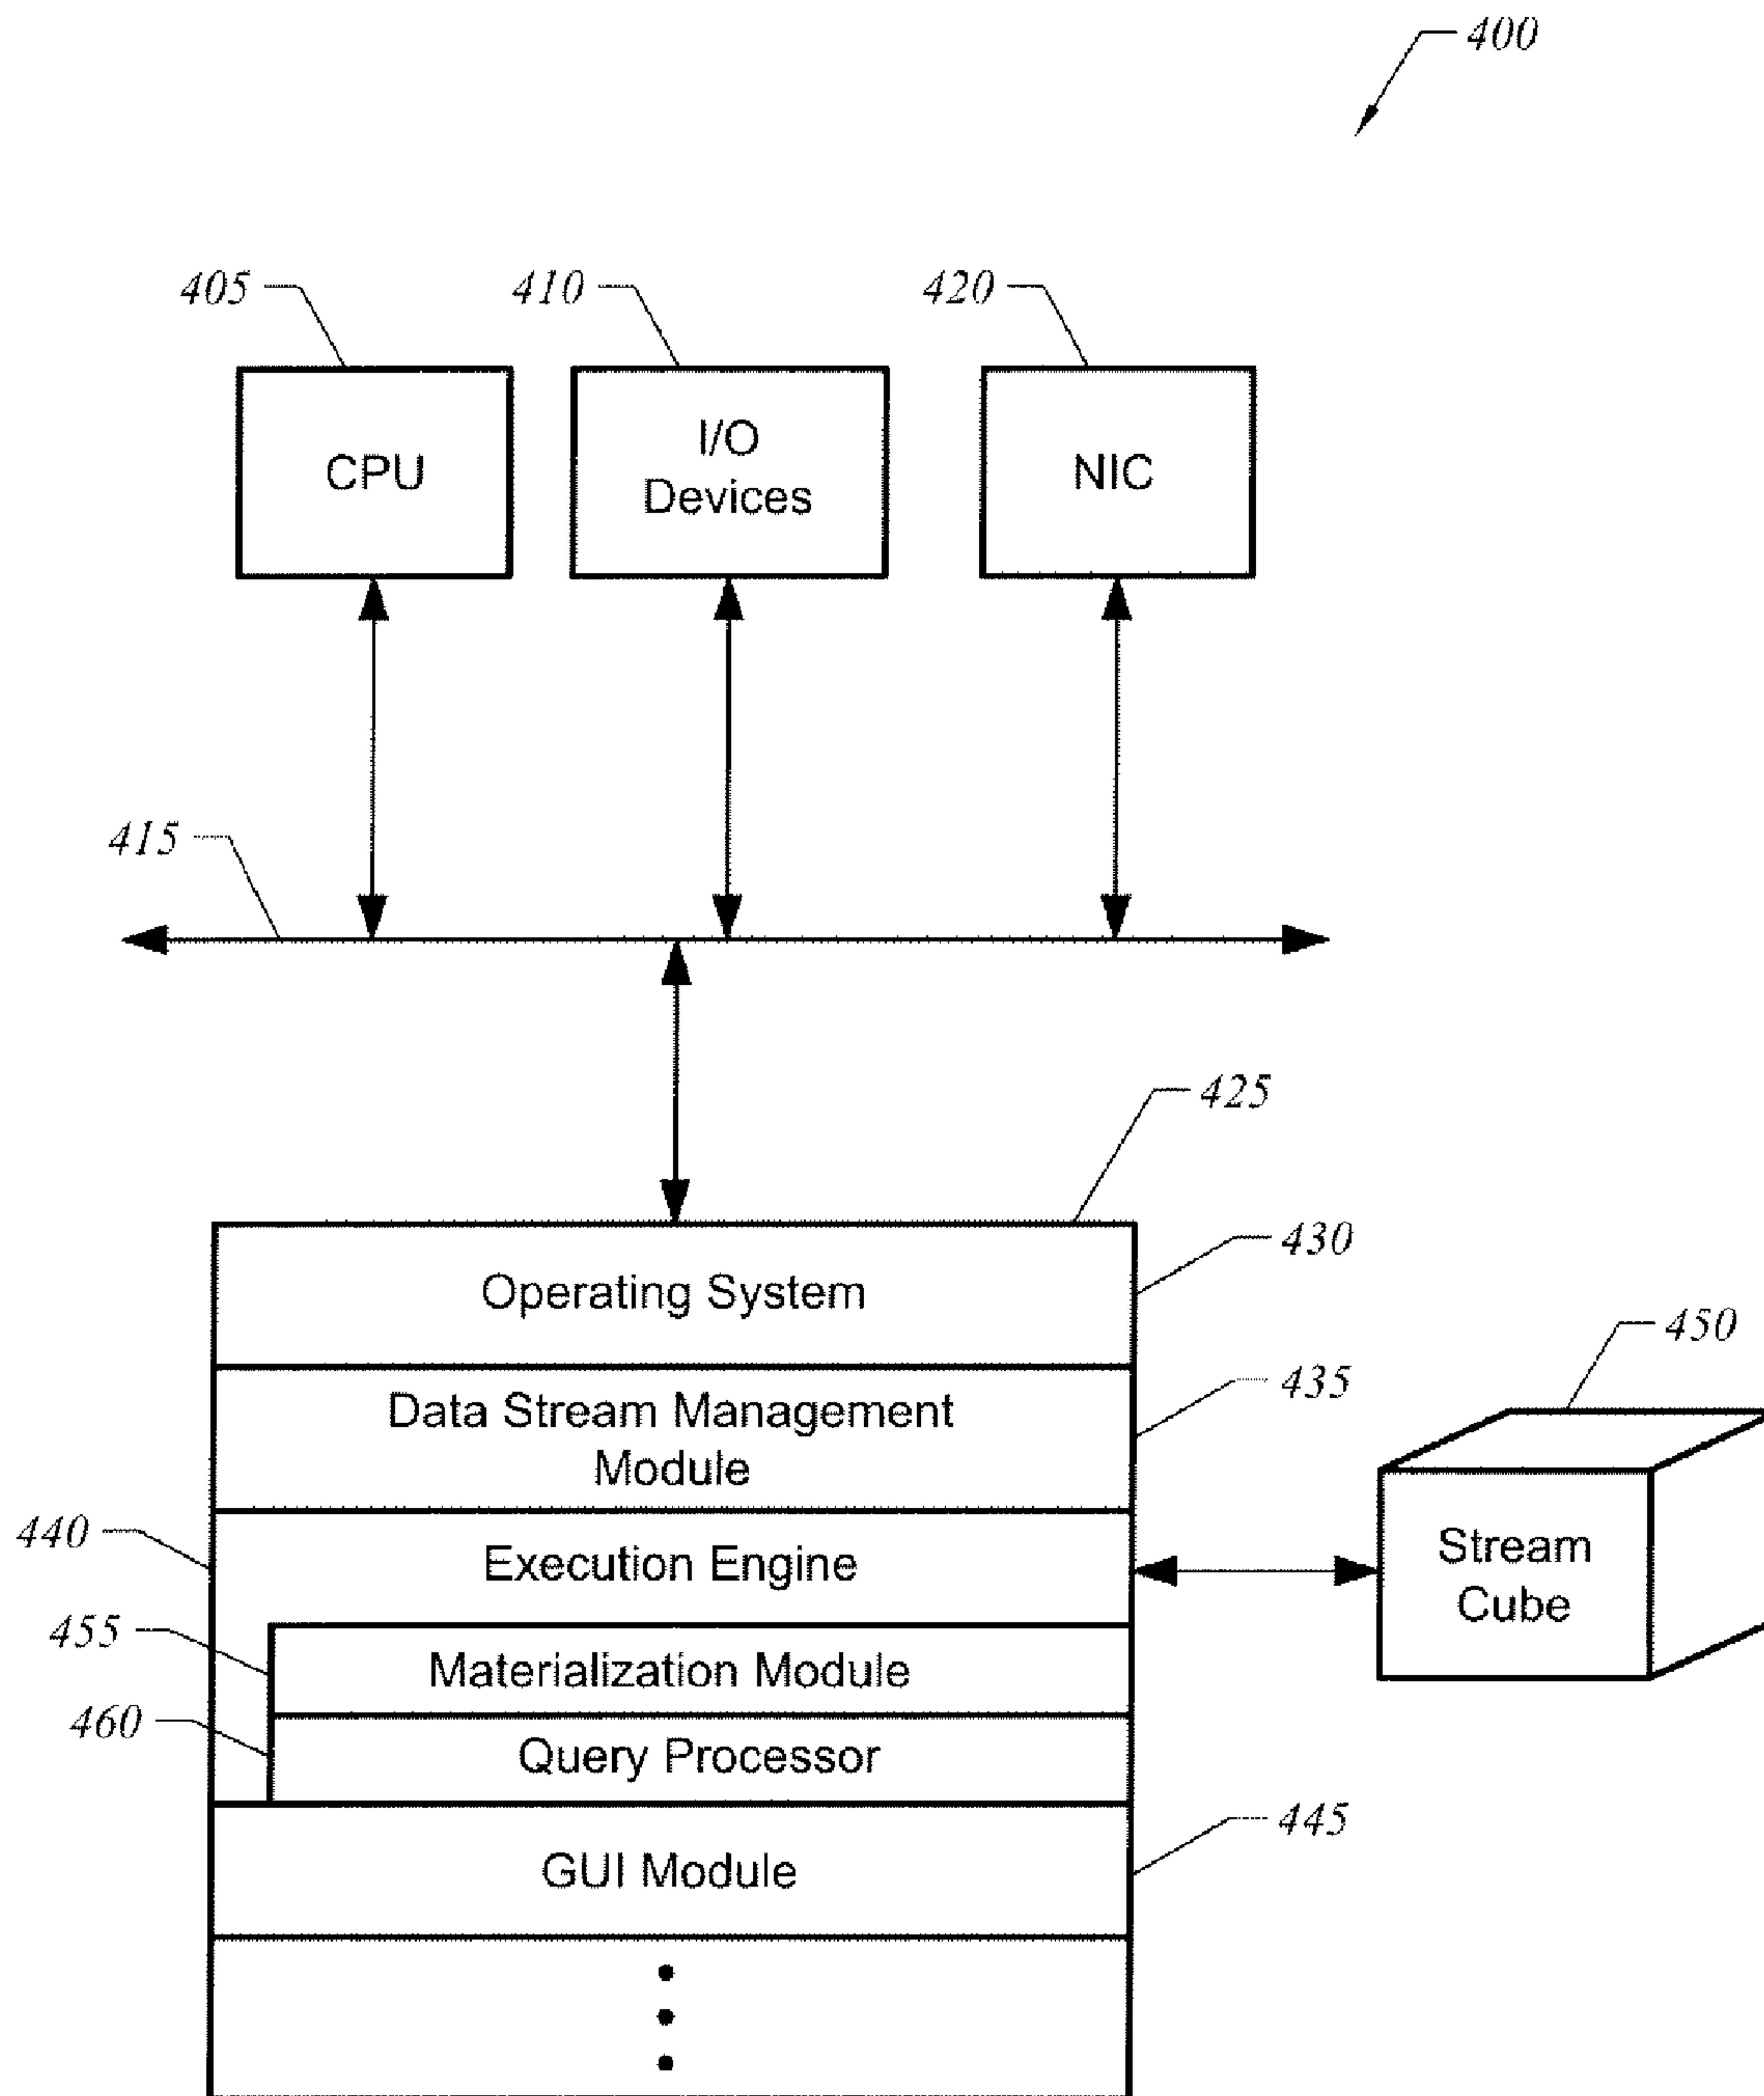 400
405
410
420
CPU
I/O
Devices
NIC
415
425
430
Operating System
450
435
Data Stream Management
Module
440
Execution Engine
Stream
Cube
455
Materialization Module
460
Query Processor
445
GUI Module